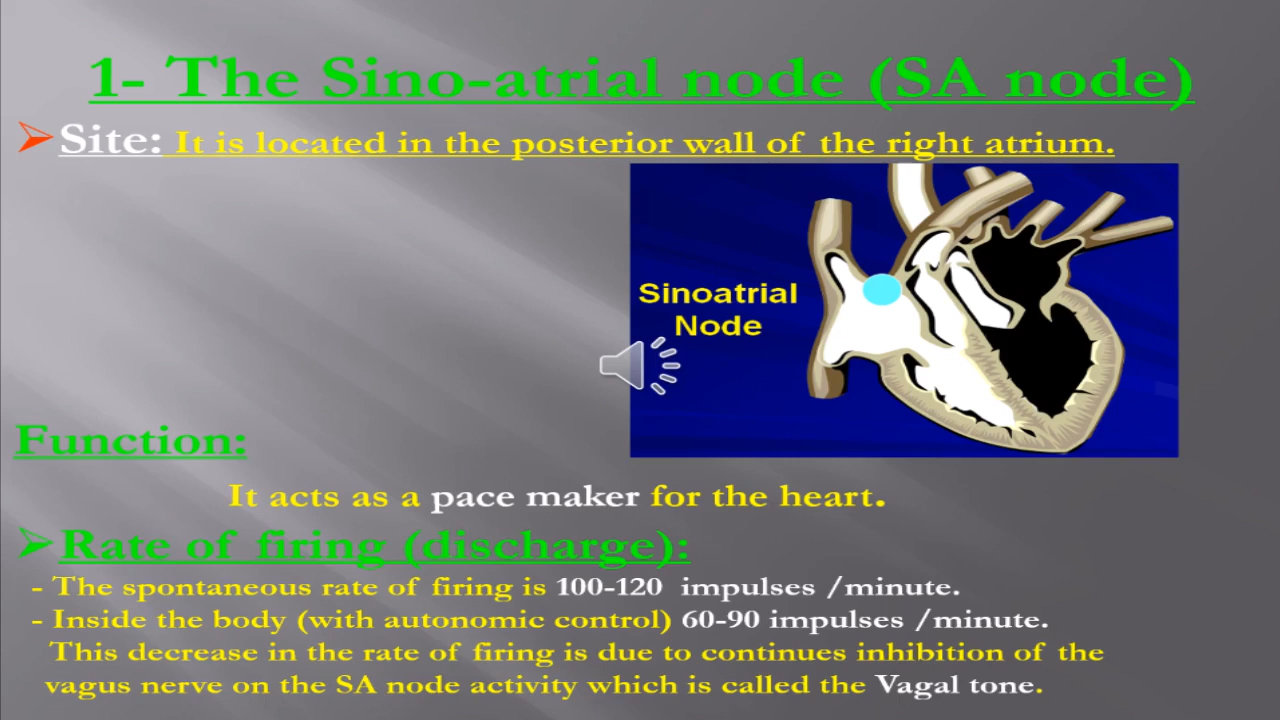 1- The Sino-atrial node (SA node)
Site: It is located in the posterior wall of the right atrium.
Sinoatrial
Node
Function:
It acts as a pace maker for the heart.
Rate of firing (discharge):
- The spontaneous rate of firing is 100-120 impulses /minute.
- Inside the body (with autonomic control) 60-90 impulses /minute.
This decrease in the rate of firing is due to continues inhibition of the
vagus nerve on the SA node activity which is called the Vagal tone.